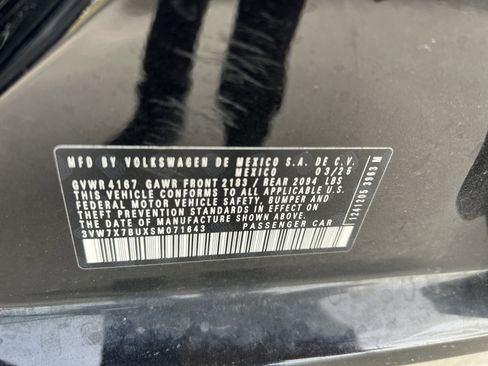 MFD BY VOLKSWAGEN DE MEXICO S.A. DE C.V.
MEXICO 03/25
GVWR 4167 GAWR FRONT 2183 / REAR 2094 LBS
THIS VEHICLE CONFORMS TO ALL APPLICABLE U.S.
FEDERAL MOTOR VEHICLE SAFETY, BUMPER AND
THEFT PREVENTION STANDARDS IN EFFECT ON THE
DATE OF MANUFACTURE SHOWN ABOVE.
3VW7X7BUXSM071643 PASSENGER CAR
1241205 3963 M